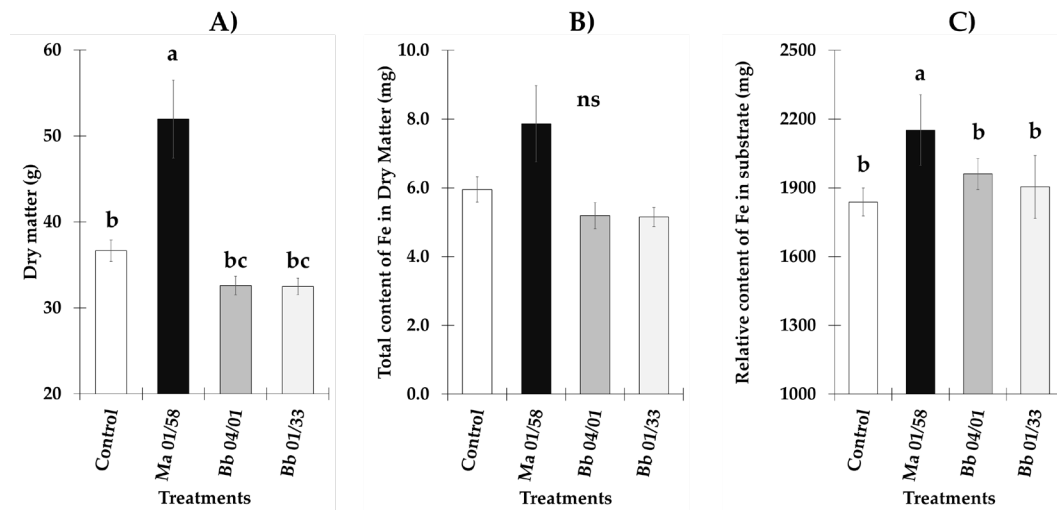 A)
Dry matter (g)
60
50
40
30
20
b
a
bc
bc
Control
Ma 01/58
Bb 04/01
Bb 01/33
Treatments
B)
Total content of Fe in Dry Matter (mg)
10.0
8.0
6.0
4.0
2.0
0.0
ns
Control
Ma 01/58
Bb 04/01
Bb 01/33
Treatments
C)
Relative content of Fe in substrate (mg)
2500
2200
1900
1600
1300
1000
b
a
b
b
Control
Ma 01/58
Bb 04/01
Bb 01/33
Treatments